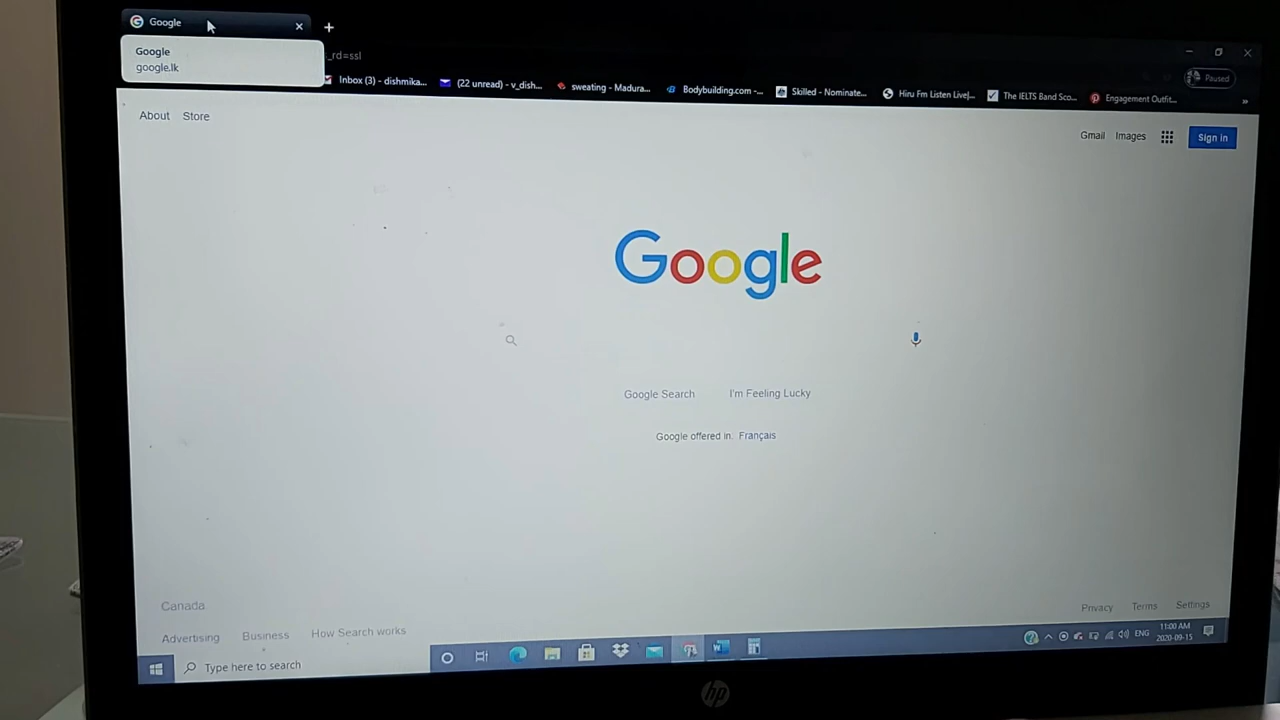 Google
Google
google.lk
_rd=ssl
Inbox (3) - dishmika...
(22 unread) - v_dish...
sweating - Madura...
Bodybuilding.com -...
Skilled - Nominate...
Hiru Fm Listen Live|...
The IELTS Band Sco...
Engagement Outfit...
»
Paused
About
Store
Gmail
Images
Sign in
Google
Google Search
I'm Feeling Lucky
Google offered in: Français
Canada
Advertising
Business
How Search works
Privacy
Terms
Settings
Type here to search
W
ENG
11:00 AM
2020-09-15
hp